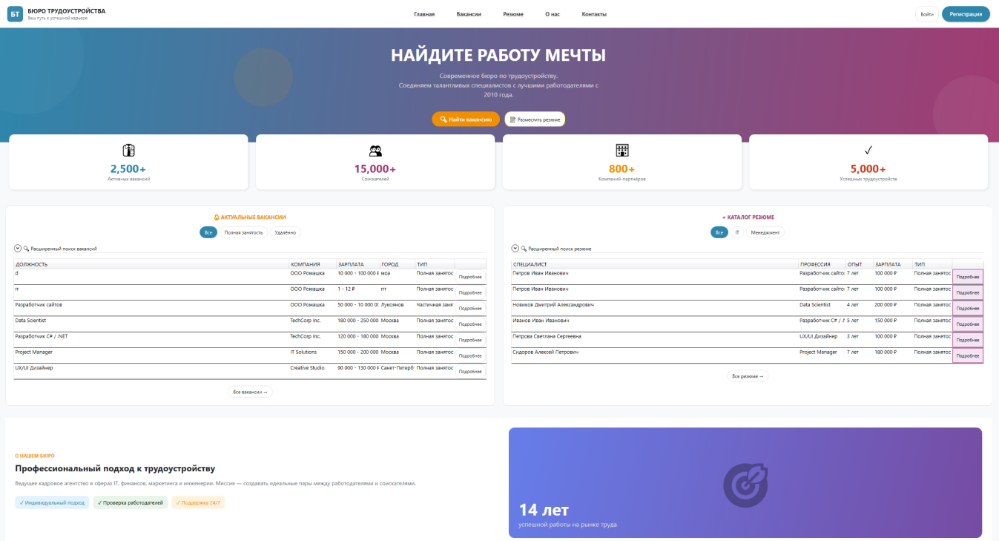 БТ
БЮРО ТРУДОУСТРОЙСТВА
Ваш путь к успешной карьере
Главная Вакансии Резюме О нас Контакты
Войти Регистрация
НАЙДИТЕ РАБОТУ МЕЧТЫ
Современное бюро по трудоустройству.
Соединяем талантливых специалистов с лучшими работодателями с
2010 года.
Найти вакансию Разместить резюме
2,500+
Активных вакансий
15,000+
Соискателей
800+
Компаний-партнёров
5,000+
Успешных трудоустройств
АКТУАЛЬНЫЕ ВАКАНСИИ
Все Полная занятость Удалённо
Расширенный поиск вакансий
ДОЛЖНОСТЬ КОМПАНИЯ ЗАРПЛАТА ГОРОД ТИП
d ООО Ромашка 10 000 - 100 000 ₽ моа Полная занятос Подробнее
rr ООО Ромашка 1 - 12 ₽ rrr Полная занятос Подробнее
Разработчик сайтов ООО Ромашка 50 000 - 10 000 0( Лукоянов Частичная заня Подробнее
Data Scientist TechCorp Inc. 180 000 - 250 000 Москва Полная занятос Подробнее
Разработчик C# / .NET TechCorp Inc. 120 000 - 180 000 Москва Полная занятос Подробнее
Project Manager IT Solutions 150 000 - 200 000 Москва Полная занятос Подробнее
UX/UI Дизайнер Creative Studio 90 000 - 130 000 ₽ Санкт-Петерб Полная занятос Подробнее
Все вакансии →
КАТАЛОГ РЕЗЮМЕ
Все IT Менеджмент
Расширенный поиск резюме
СПЕЦИАЛИСТ ПРОФЕССИЯ ОПЫТ ЗАРПЛАТА ТИП
Петров Иван Иванович Разработчик сайто 7 лет 100 000 ₽ Полная занятос Подробнее
Петров Иван Иванович Разработчик сайто 7 лет 100 000 ₽ Полная занятос Подробнее
Новиков Дмитрий Александрович Data Scientist 4 лет 200 000 ₽ Полная занятос Подробнее
Иванов Иван Иванович Разработчик C# / .! 5 лет 150 000 ₽ Полная занятос Подробнее
Петрова Светлана Сергеевна UX/UI Дизайнер 3 лет 100 000 ₽ Полная занятос Подробнее
Сидоров Алексей Петрович Project Manager 7 лет 180 000 ₽ Полная занятос Подробнее
Все резюме →
О НАШЕМ БЮРО
Профессиональный подход к трудоустройству
Ведущее кадровое агентство в сферах IT, финансов, маркетинга и инженерии. Миссия — создавать идеальные пары между работодателями и соискателями.
✓ Индивидуальный подход ✓ Проверка работодателей ✓ Поддержка 24/7
14 лет
успешной работы на рынке труда